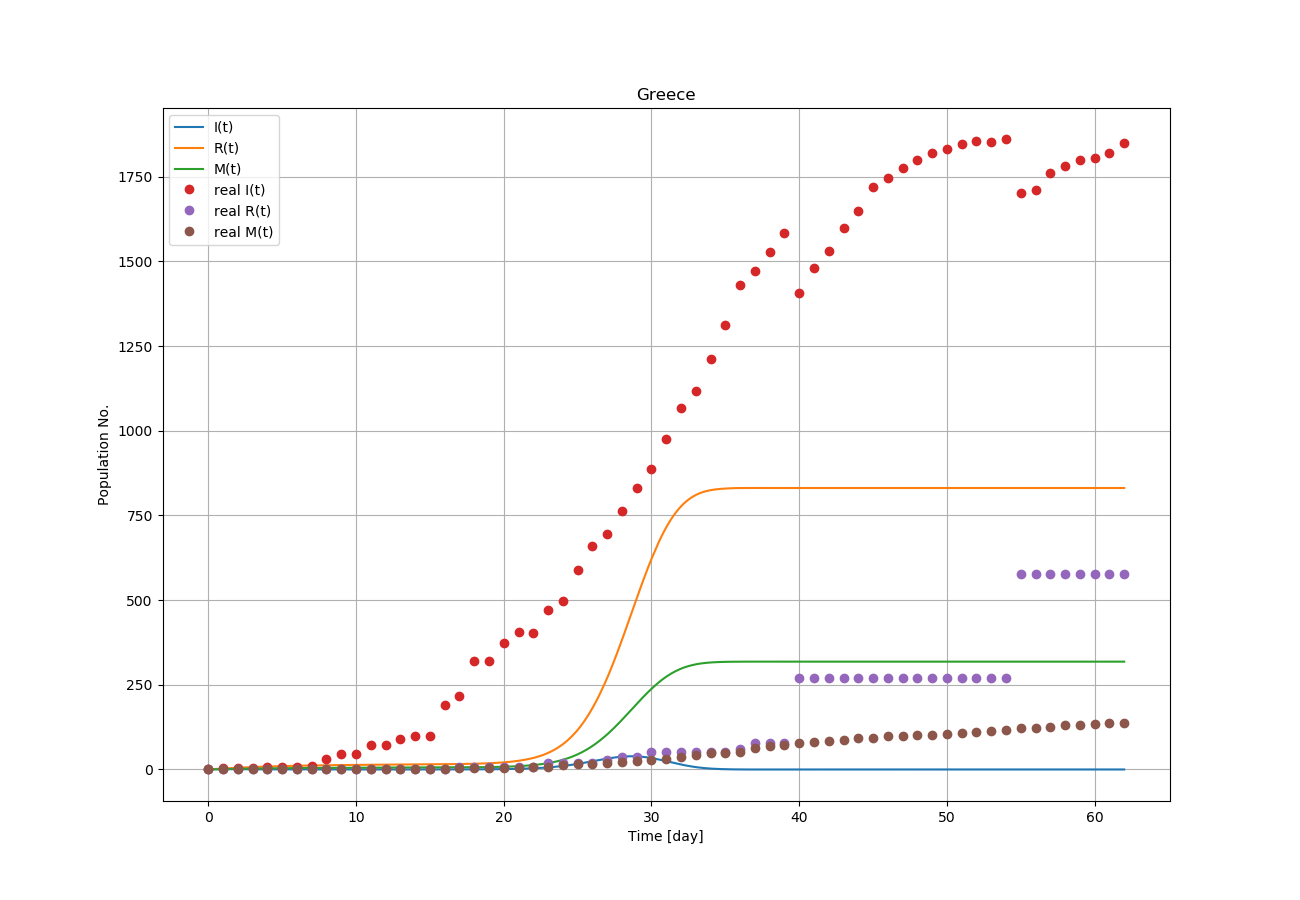 Greece
I(t)
R(t)
M(t)
real I(t)
real R(t)
real M(t)
1750
1500
1250
1000
750
500
250
0
Population No.
0 10 20 30 40 50 60
Time [day]